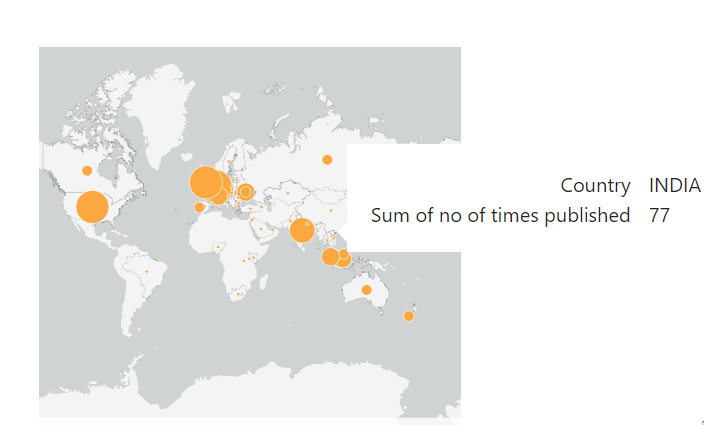 Country INDIA
Sum of no of times published 77